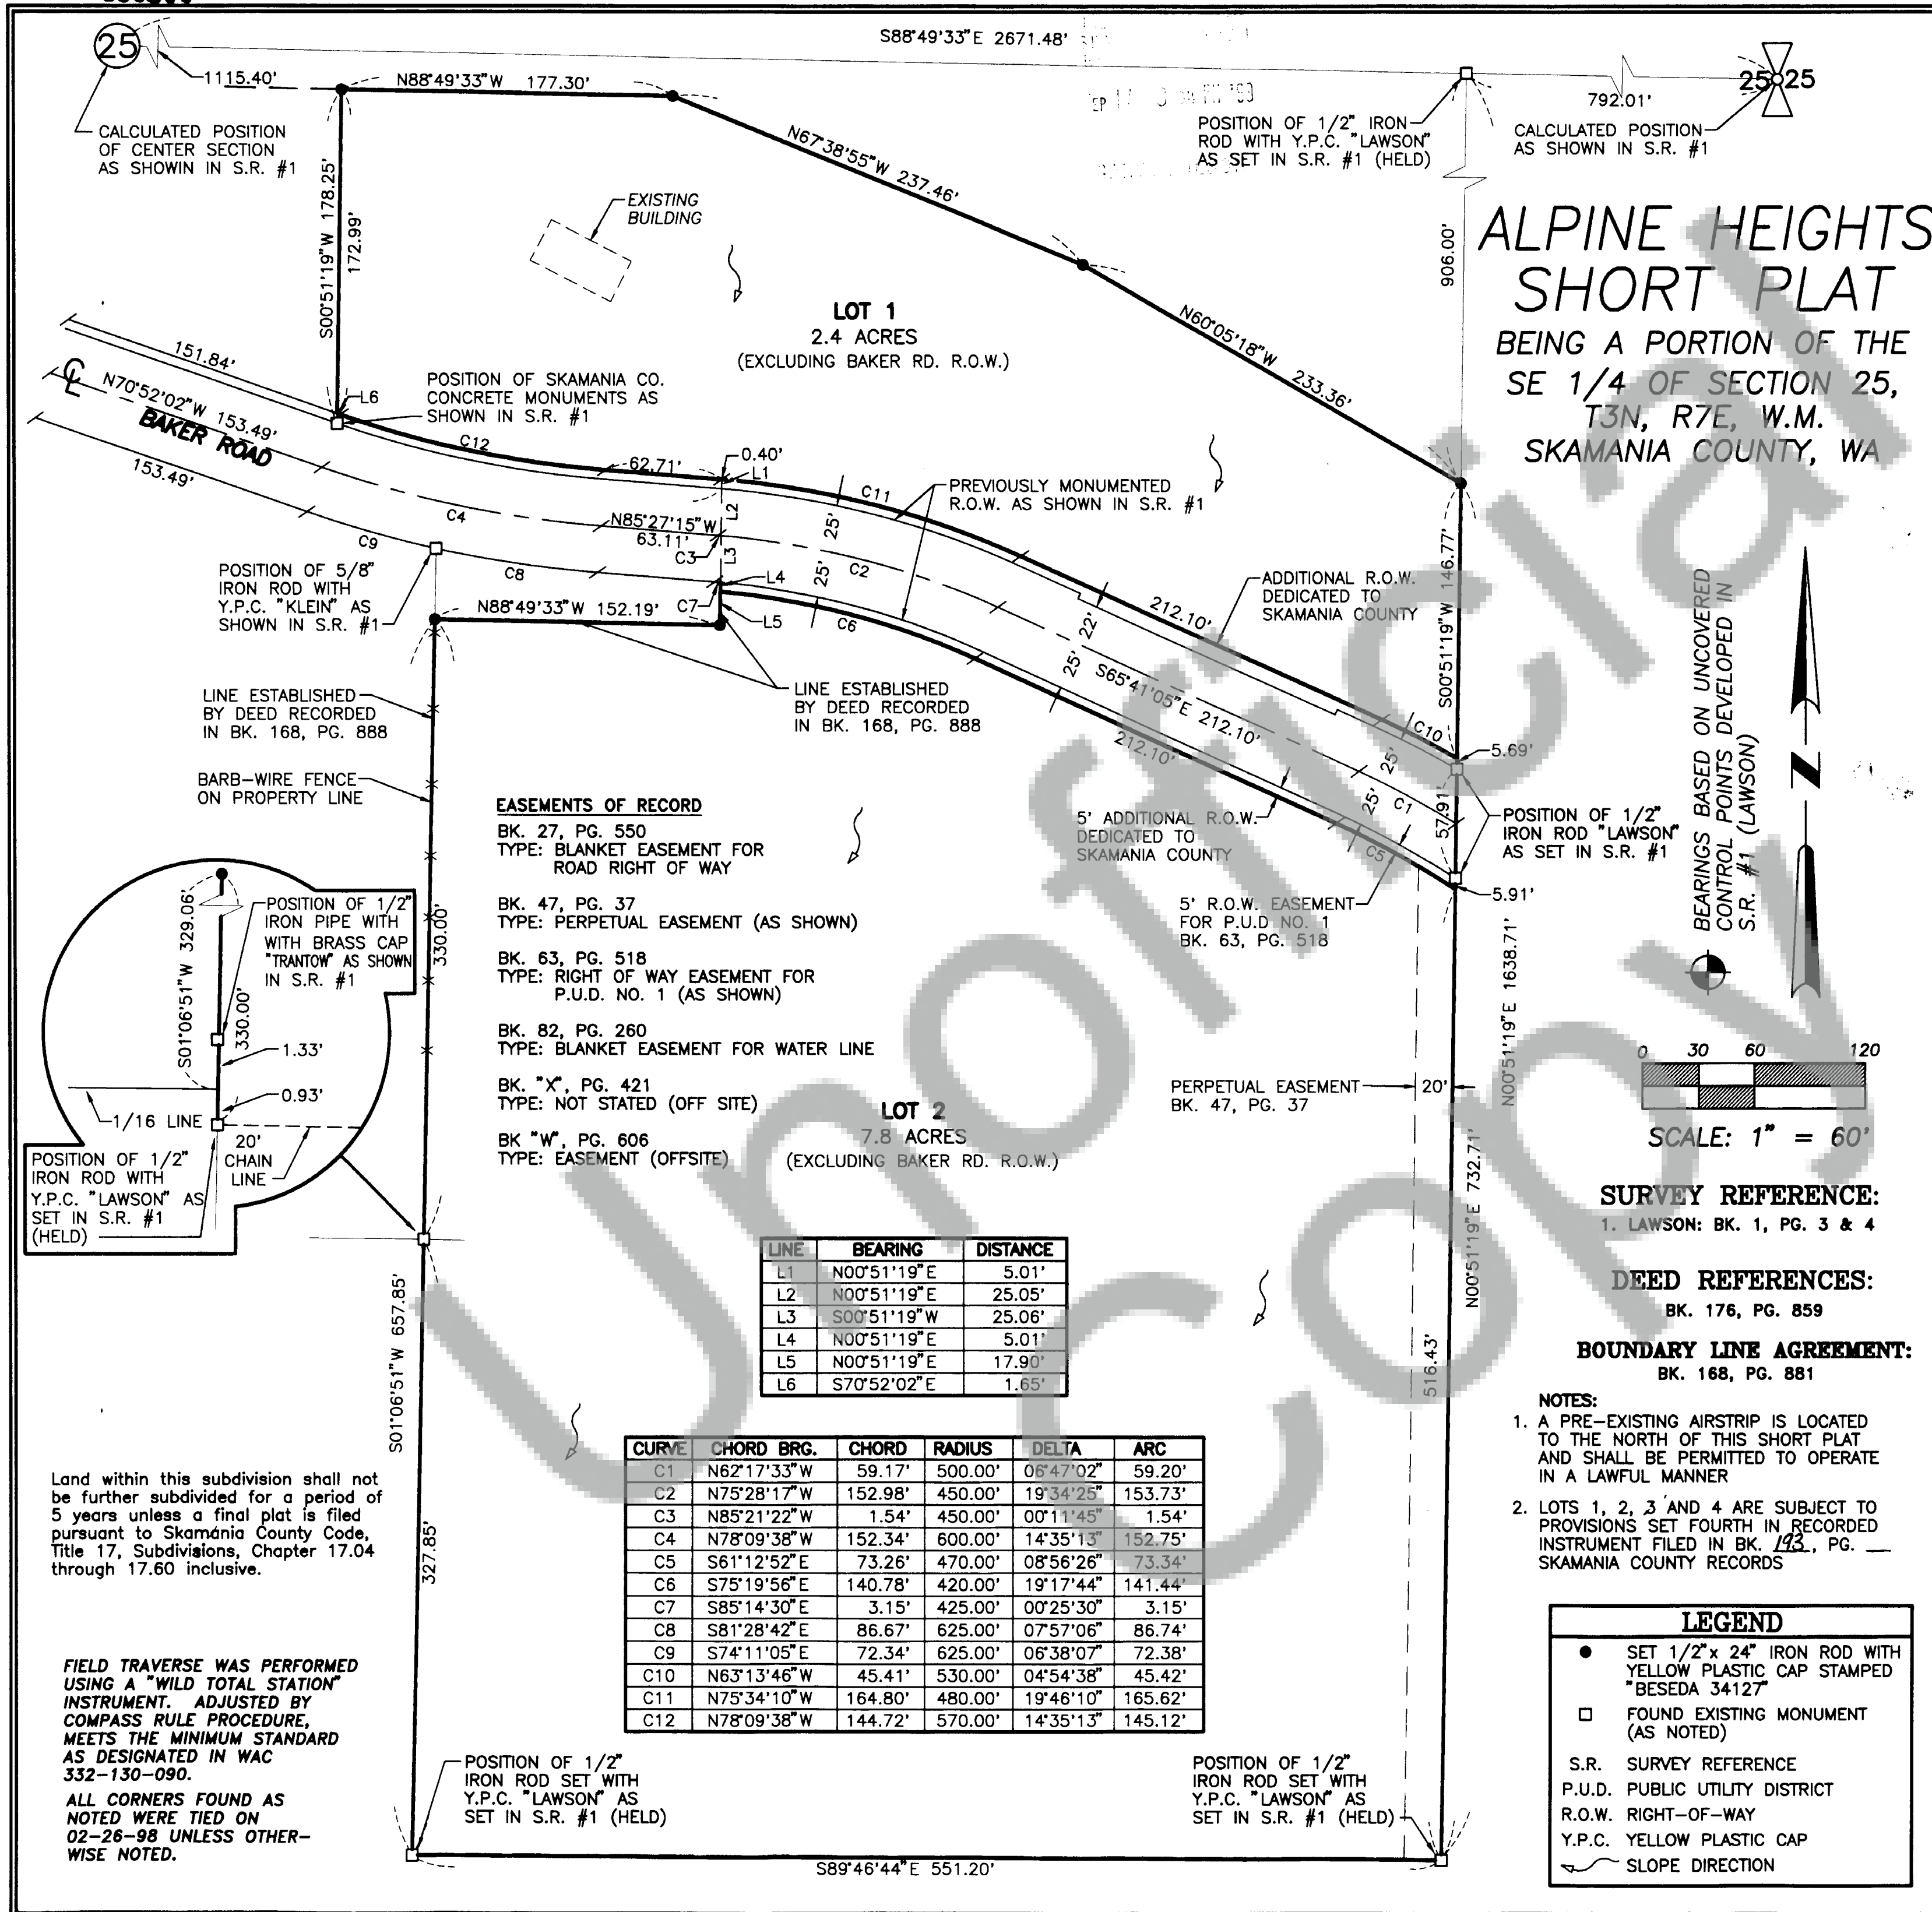 25
S88°49'33"E 2671.48'
1115.40'
N88°49'33"W 177.30'
CALCULATED POSITION
OF CENTER SECTION
AS SHOWIN IN S.R. #1
N67°38'55"W 237.46'
POSITION OF 1/2" IRON
ROD WITH Y.P.C. "LAWSON"
AS SET IN S.R. #1 (HELD)
792.01'
25 25
CALCULATED POSITION
AS SHOWN IN S.R. #1
S00°51'19"W 178.25'
172.99'
EXISTING
BUILDING
LOT 1
2.4 ACRES
(EXCLUDING BAKER RD. R.O.W.)
N60°05'18"W 233.36'
906.00'
ALPINE HEIGHTS
SHORT PLAT
BEING A PORTION OF THE
SE 1/4 OF SECTION 25,
T3N, R7E, W.M.
SKAMANIA COUNTY, WA
151.84'
N70°52'02"W 153.49'
BAKER ROAD
153.49'
L6
POSITION OF SKAMANIA CO.
CONCRETE MONUMENTS AS
SHOWN IN S.R. #1
C12
62.71'
0.40'
L1
C11
25'
L2
PREVIOUSLY MONUMENTED
R.O.W. AS SHOWN IN S.R. #1
C4
N85°27'15"W
63.11'
C3
L3
C2
C9
C8
L4
25'
C7
L5
C6
POSITION OF 5/8"
IRON ROD WITH
Y.P.C. "KLEIN" AS
SHOWN IN S.R. #1
N88°49'33"W 152.19'
ADDITIONAL R.O.W.
DEDICATED TO
SKAMANIA COUNTY
212.10'
22'
25'
S65°41'05"E 212.10'
212.10'
S00°51'19"W 146.77'
C10
5.69'
25'
C1
25'
57.91'
C5
5.91'
LINE ESTABLISHED
BY DEED RECORDED
IN BK. 168, PG. 888
LINE ESTABLISHED
BY DEED RECORDED
IN BK. 168, PG. 888
BARB-WIRE FENCE
ON PROPERTY LINE
330.00'
5' ADDITIONAL R.O.W.
DEDICATED TO
SKAMANIA COUNTY
POSITION OF 1/2"
IRON ROD "LAWSON"
AS SET IN S.R. #1
5' R.O.W. EASEMENT
FOR P.U.D NO. 1
BK. 63, PG. 518
BEARINGS BASED ON UNCOVERED
CONTROL POINTS DEVELOPED IN
S.R. #1 (LAWSON)
N
EASEMENTS OF RECORD
BK. 27, PG. 550
TYPE: BLANKET EASEMENT FOR
ROAD RIGHT OF WAY
BK. 47, PG. 37
TYPE: PERPETUAL EASEMENT (AS SHOWN)
BK. 63, PG. 518
TYPE: RIGHT OF WAY EASEMENT FOR
P.U.D. NO. 1 (AS SHOWN)
BK. 82, PG. 260
TYPE: BLANKET EASEMENT FOR WATER LINE
BK. "X", PG. 421
TYPE: NOT STATED (OFF SITE)
BK "W", PG. 606
TYPE: EASEMENT (OFFSITE)
S01°06'51"W 329.06'
330.00'
POSITION OF 1/2"
IRON PIPE WITH
WITH BRASS CAP
"TRANTOW" AS SHOWN
IN S.R. #1
1.33'
0.93'
1/16 LINE
20'
CHAIN
LINE
POSITION OF 1/2"
IRON ROD WITH
Y.P.C. "LAWSON" AS
SET IN S.R. #1
(HELD)
LOT 2
7.8 ACRES
(EXCLUDING BAKER RD. R.O.W.)
PERPETUAL EASEMENT
BK. 47, PG. 37
20'
N00°51'19"E 1638.71'
N00°51'19"E 732.71'
516.43'
0 30 60 120
SCALE: 1" = 60'
SURVEY REFERENCE:
1. LAWSON: BK. 1, PG. 3 & 4
DEED REFERENCES:
BK. 176, PG. 859
BOUNDARY LINE AGREEMENT:
BK. 168, PG. 881
NOTES:
1. A PRE-EXISTING AIRSTRIP IS LOCATED
TO THE NORTH OF THIS SHORT PLAT
AND SHALL BE PERMITTED TO OPERATE
IN A LAWFUL MANNER
2. LOTS 1, 2, 3 AND 4 ARE SUBJECT TO
PROVISIONS SET FOURTH IN RECORDED
INSTRUMENT FILED IN BK. 193, PG. __
SKAMANIA COUNTY RECORDS
LINE BEARING DISTANCE
L1 N00°51'19"E 5.01'
L2 N00°51'19"E 25.05'
L3 S00°51'19"W 25.06'
L4 N00°51'19"E 5.01'
L5 N00°51'19"E 17.90'
L6 S70°52'02"E 1.65'
CURVE CHORD BRG. CHORD RADIUS DELTA ARC
C1 N62°17'33"W 59.17' 500.00' 06°47'02" 59.20'
C2 N75°28'17"W 152.98' 450.00' 19°34'25" 153.73'
C3 N85°21'22"W 1.54' 450.00' 00°11'45" 1.54'
C4 N78°09'38"W 152.34' 600.00' 14°35'13" 152.75'
C5 S61°12'52"E 73.26' 470.00' 08°56'26" 73.34'
C6 S75°19'56"E 140.78' 420.00' 19°17'44" 141.44'
C7 S85°14'30"E 3.15' 425.00' 00°25'30" 3.15'
C8 S81°28'42"E 86.67' 625.00' 07°57'06" 86.74'
C9 S74°11'05"E 72.34' 625.00' 06°38'07" 72.38'
C10 N63°13'46"W 45.41' 530.00' 04°54'38" 45.42'
C11 N75°34'10"W 164.80' 480.00' 19°46'10" 165.62'
C12 N78°09'38"W 144.72' 570.00' 14°35'13" 145.12'
S01°06'51"W 657.85'
327.85'
Land within this subdivision shall not
be further subdivided for a period of
5 years unless a final plat is filed
pursuant to Skamania County Code,
Title 17, Subdivisions, Chapter 17.04
through 17.60 inclusive.
FIELD TRAVERSE WAS PERFORMED
USING A "WILD TOTAL STATION"
INSTRUMENT. ADJUSTED BY
COMPASS RULE PROCEDURE,
MEETS THE MINIMUM STANDARD
AS DESIGNATED IN WAC
332-130-090.
ALL CORNERS FOUND AS
NOTED WERE TIED ON
02-26-98 UNLESS OTHER-
WISE NOTED.
POSITION OF 1/2"
IRON ROD SET WITH
Y.P.C. "LAWSON" AS
SET IN S.R. #1 (HELD)
POSITION OF 1/2"
IRON ROD SET WITH
Y.P.C. "LAWSON" AS
SET IN S.R. #1 (HELD)
S89°46'44"E 551.20'
LEGEND
SET 1/2"x 24" IRON ROD WITH
YELLOW PLASTIC CAP STAMPED
"BESEDA 34127"
FOUND EXISTING MONUMENT
(AS NOTED)
S.R. SURVEY REFERENCE
P.U.D. PUBLIC UTILITY DISTRICT
R.O.W. RIGHT-OF-WAY
Y.P.C. YELLOW PLASTIC CAP
SLOPE DIRECTION
Unofficial
Copy